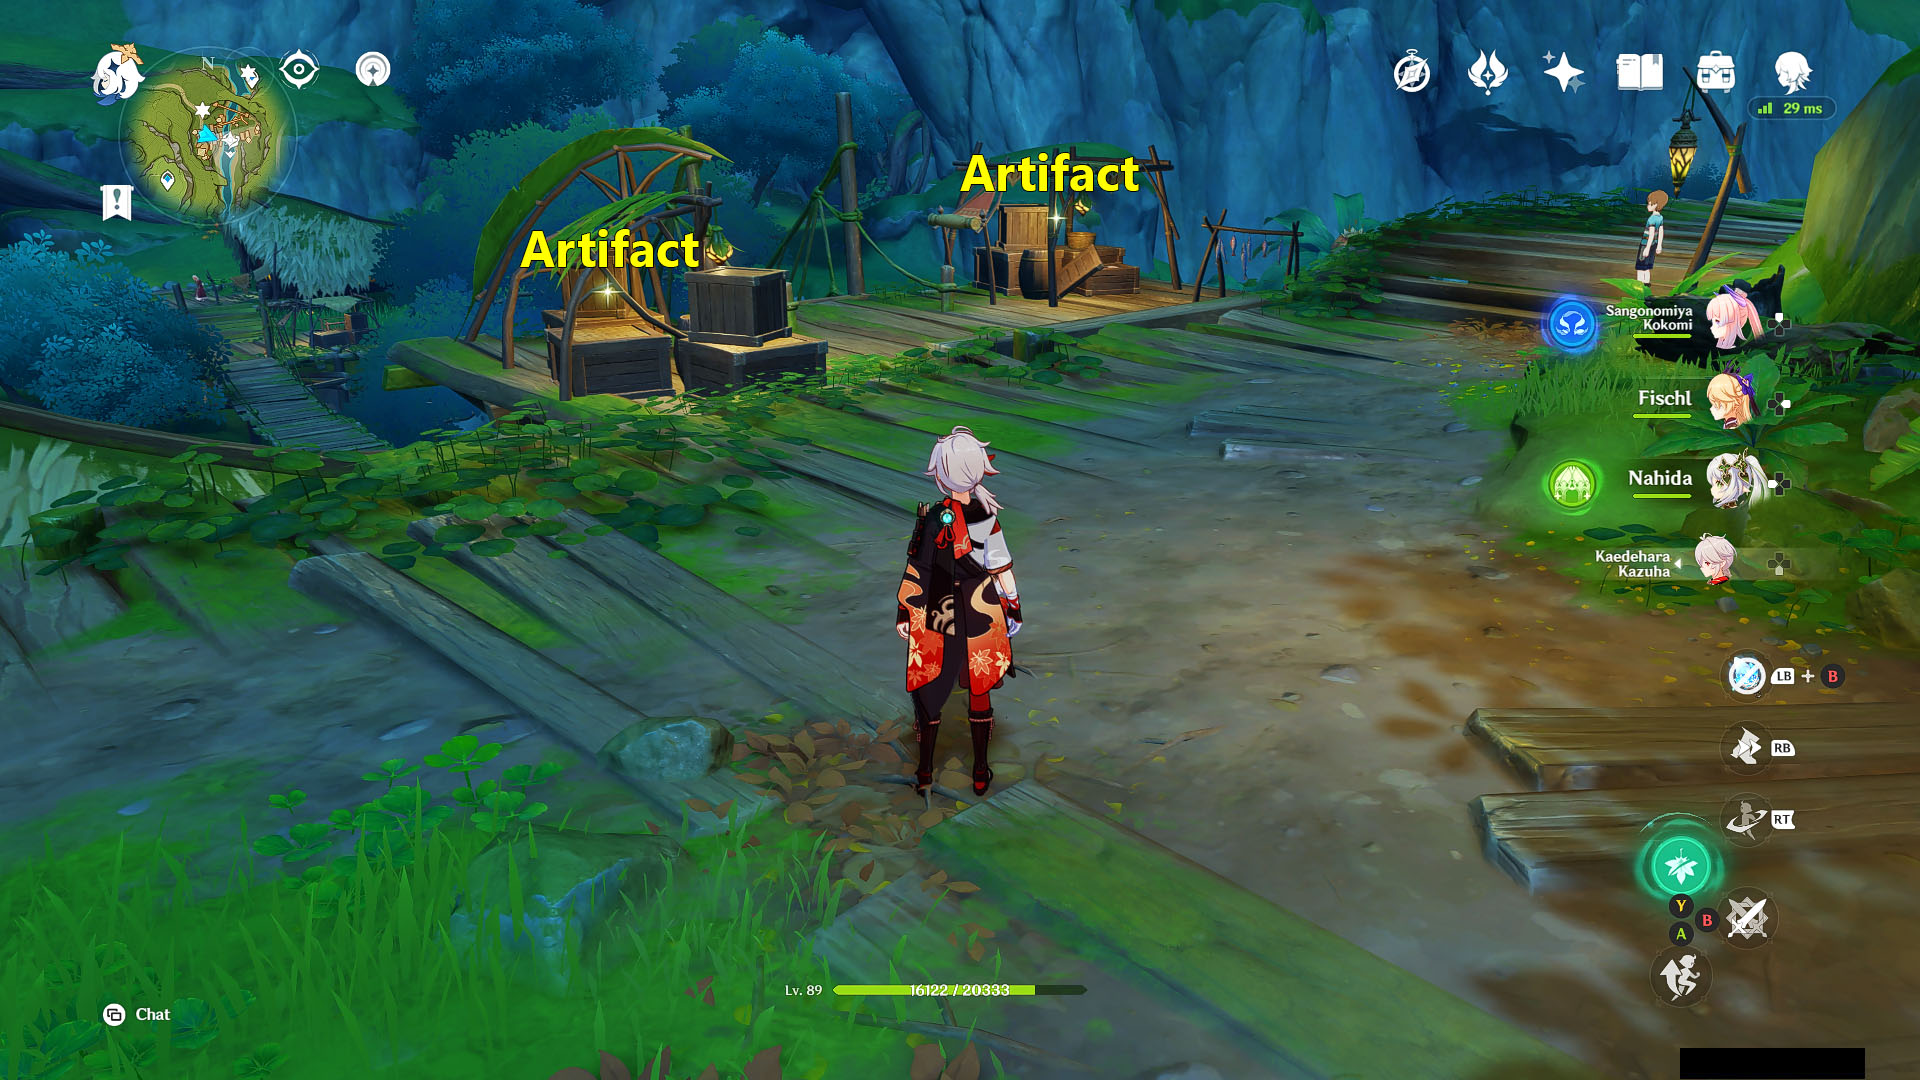 N
29 ms
Artifact
Artifact
Sangonomiya
Kokomi
Fischl
Nahida
Kaedehara
Kazuha
LB + B
RB
RT
Y
B
A
Lv. 89 16122 / 20333
Chat